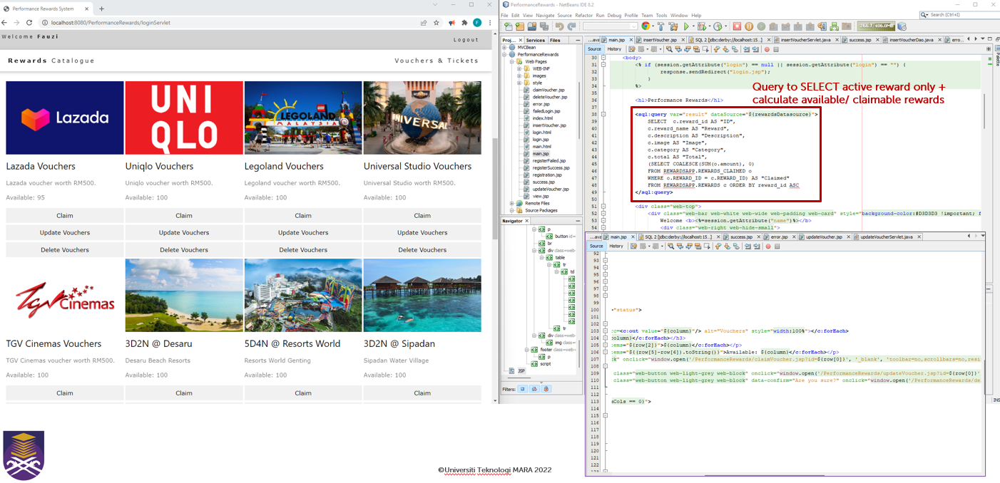 Performance Rewards System
localhost:8080/PerformanceRewards/loginServlet
Welcome Fauzi
Logout
Rewards Catalogue
Vouchers & Tickets
Lazada
UNI
QLO
LEGOLAND
MALAYSIA
UNIVERSAL
Lazada Vouchers
Uniqlo Vouchers
Legoland Vouchers
Universal Studio Vouchers
Lazada voucher worth RM500.
Uniqlo voucher worth RM500.
Legoland voucher worth RM500.
Universal Studio worth RM500.
Available: 95
Available: 100
Available: 100
Available: 100
Claim
Claim
Claim
Claim
Update Vouchers
Update Vouchers
Update Vouchers
Update Vouchers
Delete Vouchers
Delete Vouchers
Delete Vouchers
Delete Vouchers
TGV Cinemas
TGV Cinemas Vouchers
3D2N @ Desaru
5D4N @ Resorts World
3D2N @ Sipadan
TGV Cinemas voucher worth RM500.
Desaru Beach Resorts
Resorts World Genting
Sipadan Water Village
Available: 100
Available: 100
Available: 100
Available: 100
Claim
Claim
Claim
Claim
PerformanceRewards - NetBeans IDE 8.2
File Edit View Navigate Source Refactor Run Debug Profile Team Tools Window Help
Search (Ctrl+I)
Proj... Services Files
MVCBean
PerformanceRewards
Web Pages
WEB-INF
images
style
claimVoucher.jsp
deleteVoucher.jsp
error.jsp
failedLogin.jsp
index.html
insertVoucher.jsp
login.html
login.jsp
main.html
main.jsp
registerFailed.jsp
registerSuccess.jsp
registration.jsp
success.jsp
updateVoucher.jsp
view.jsp
Remote Files
Source Packages
Navigator
p
button id=
br
div class=web-
table
tr
td
tr
div class=web-
img class=
footer class=web-
p
script
JSP
Filters:
...ava main.jsp insertVoucher.jsp SQL 2 [jdbc:derby://localhost:15...] insertVoucherServlet.java success.jsp insertVoucherDao.java erro...
Source History
Palette
30 <body>
31 <% if (session.getAttribute("login") == null || session.getAttribute("login") == "") {
32 response.sendRedirect("login.jsp");
33 }
34 %>
35
36 <h1>Performance Rewards</h1>
37
Query to SELECT active reward only +
calculate available/ claimable rewards
38 <sql:query var="result" dataSource="${rewardsDatasource}">
39 SELECT c.reward_id AS "ID",
40 c.reward_name AS "Reward",
41 c.description AS "Description",
42 c.image AS "Image",
43 c.category AS "Category",
44 c.total AS "Total",
45 (SELECT COALESCE(SUM(o.amount), 0)
46 FROM REWARDSAPP.REWARDS_CLAIMED o
47 WHERE o.REWARD_ID = c.REWARD_ID) AS "Claimed"
48 FROM REWARDSAPP.REWARDS c ORDER BY reward_id ASC
49 </sql:query>
50
51 <div class="web-top">
52 <div class="web-bar web-white web-wide web-padding web-card" style="background-color:#D3D3D3 !important; f
53 Welcome <b><%=session.getAttribute("name")%></b>
54 <div class="web-right web-hide-small">
...ava main.jsp SQL 2 [jdbc:derby://localhost:15...] success.jsp error.jsp updateVoucher.jsp updateVoucherServlet.java
Source History
92
93
94
95
96
97
98
99
100 ="status">
101
102
103 rc=<c:out value="${column}"/> alt="Vouchers" style="width:100%"></c:forEach>
104 column}</c:forEach></h3>
105 tems="${row[2]}">${column}</c:forEach></p>
106 tems="${(row[5]-row[6]).toString()}">Available: ${column}</c:forEach></p>
107 ck" onclick="window.open('/PerformanceRewards/claimVoucher.jsp?id=${row[0]}', '_blank', 'toolbar=no,scrollbars=no,resi
108
109 class="web-button web-light-grey web-block" onclick="window.open('/PerformanceRewards/updateVoucher.jsp?id=${row[0]}'
110 class="web-button web-light-grey web-block" data-confirm="Are you sure?" onclick="window.open('/PerformanceRewards/de
111
112
113 sCols == 0}">
114
115
116
117
118
119
120
121
122
INS
©Universiti Teknologi MARA 2022